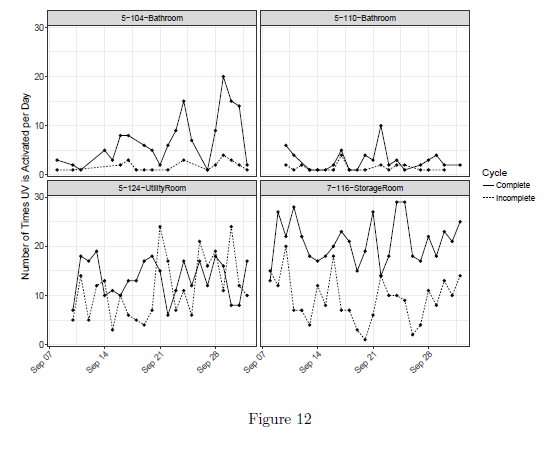 5-104-Bathroom 5-110-Bathroom
30
20
10
0
5-124-UtilityRoom 7-116-StorageRoom
30
20
10
0
Sep 07 Sep 14 Sep 21 Sep 28 Sep 07 Sep 14 Sep 21 Sep 28
Number of Times UV is Activated per Day
Cycle
Complete
Incomplete
Figure 12